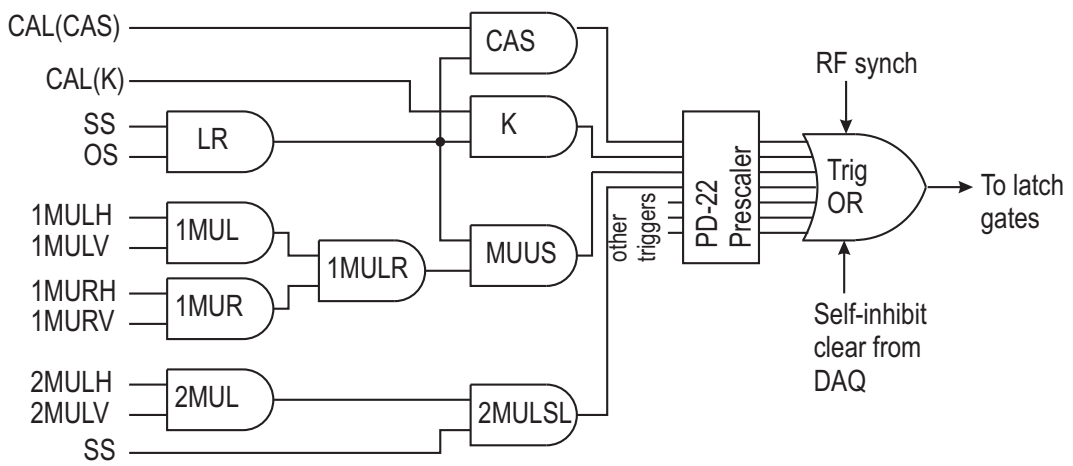 CAL(CAS)
CAL(K)
SS
OS
LR
CAS
K
1MULH
1MULV
1MUL
1MURH
1MURV
1MUR
1MULR
MUUS
2MULH
2MULV
2MUL
SS
2MULSL
other
triggers
PD-22
Prescaler
RF synch
Trig
OR
To latch
gates
Self-inhibit
clear from
DAQ